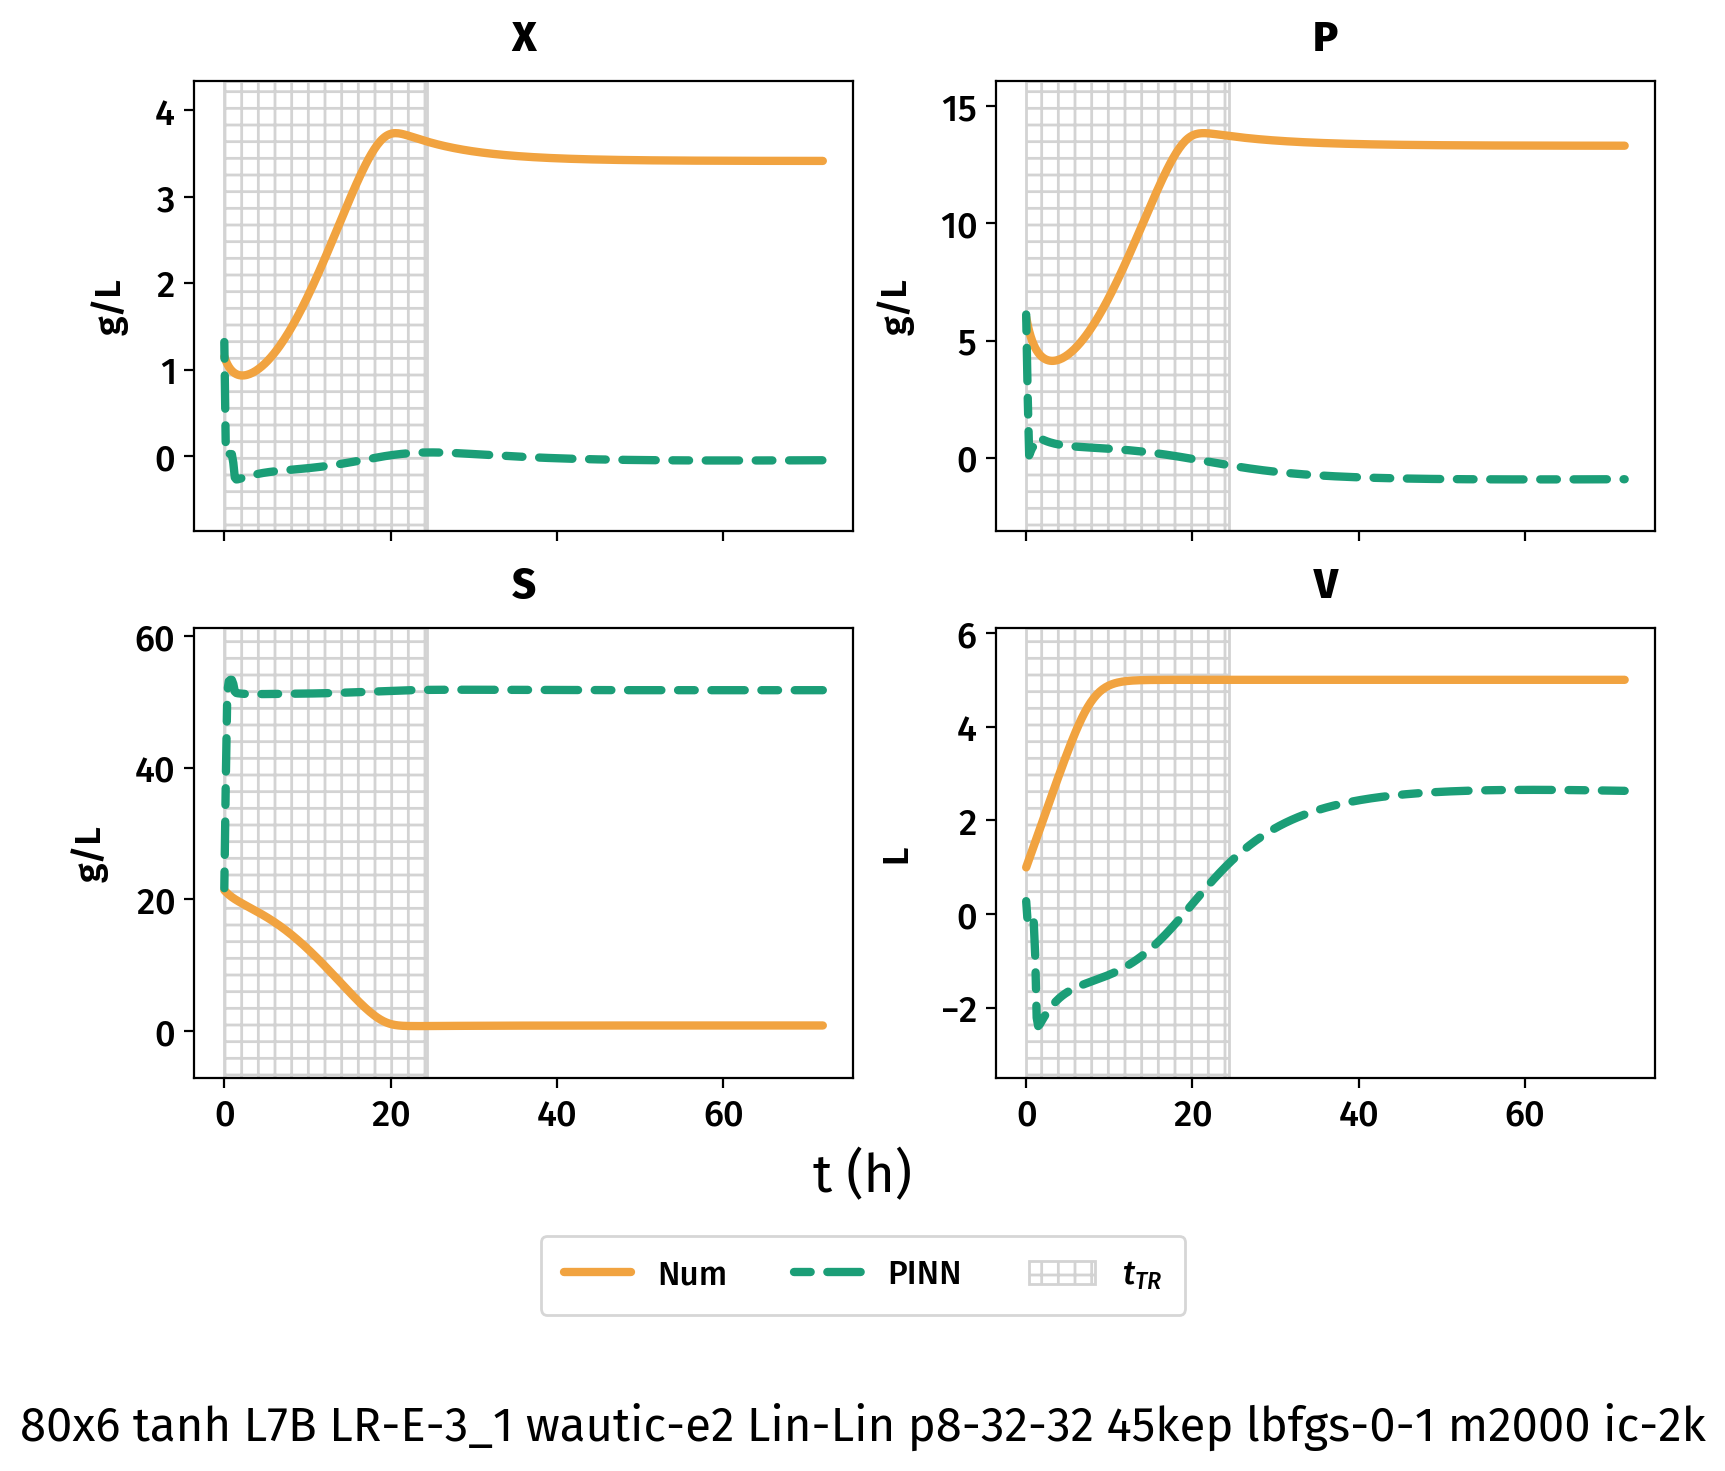 X
P
4
3
2
1
0
g/L
15
10
5
0
g/L
S
V
60
40
20
0
g/L
0 20 40 60
6
4
2
0
−2
L
0 20 40 60
t (h)
Num PINN tTR
80x6 tanh L7B LR-E-3_1 wautic-e2 Lin-Lin p8-32-32 45kep lbfgs-0-1 m2000 ic-2k